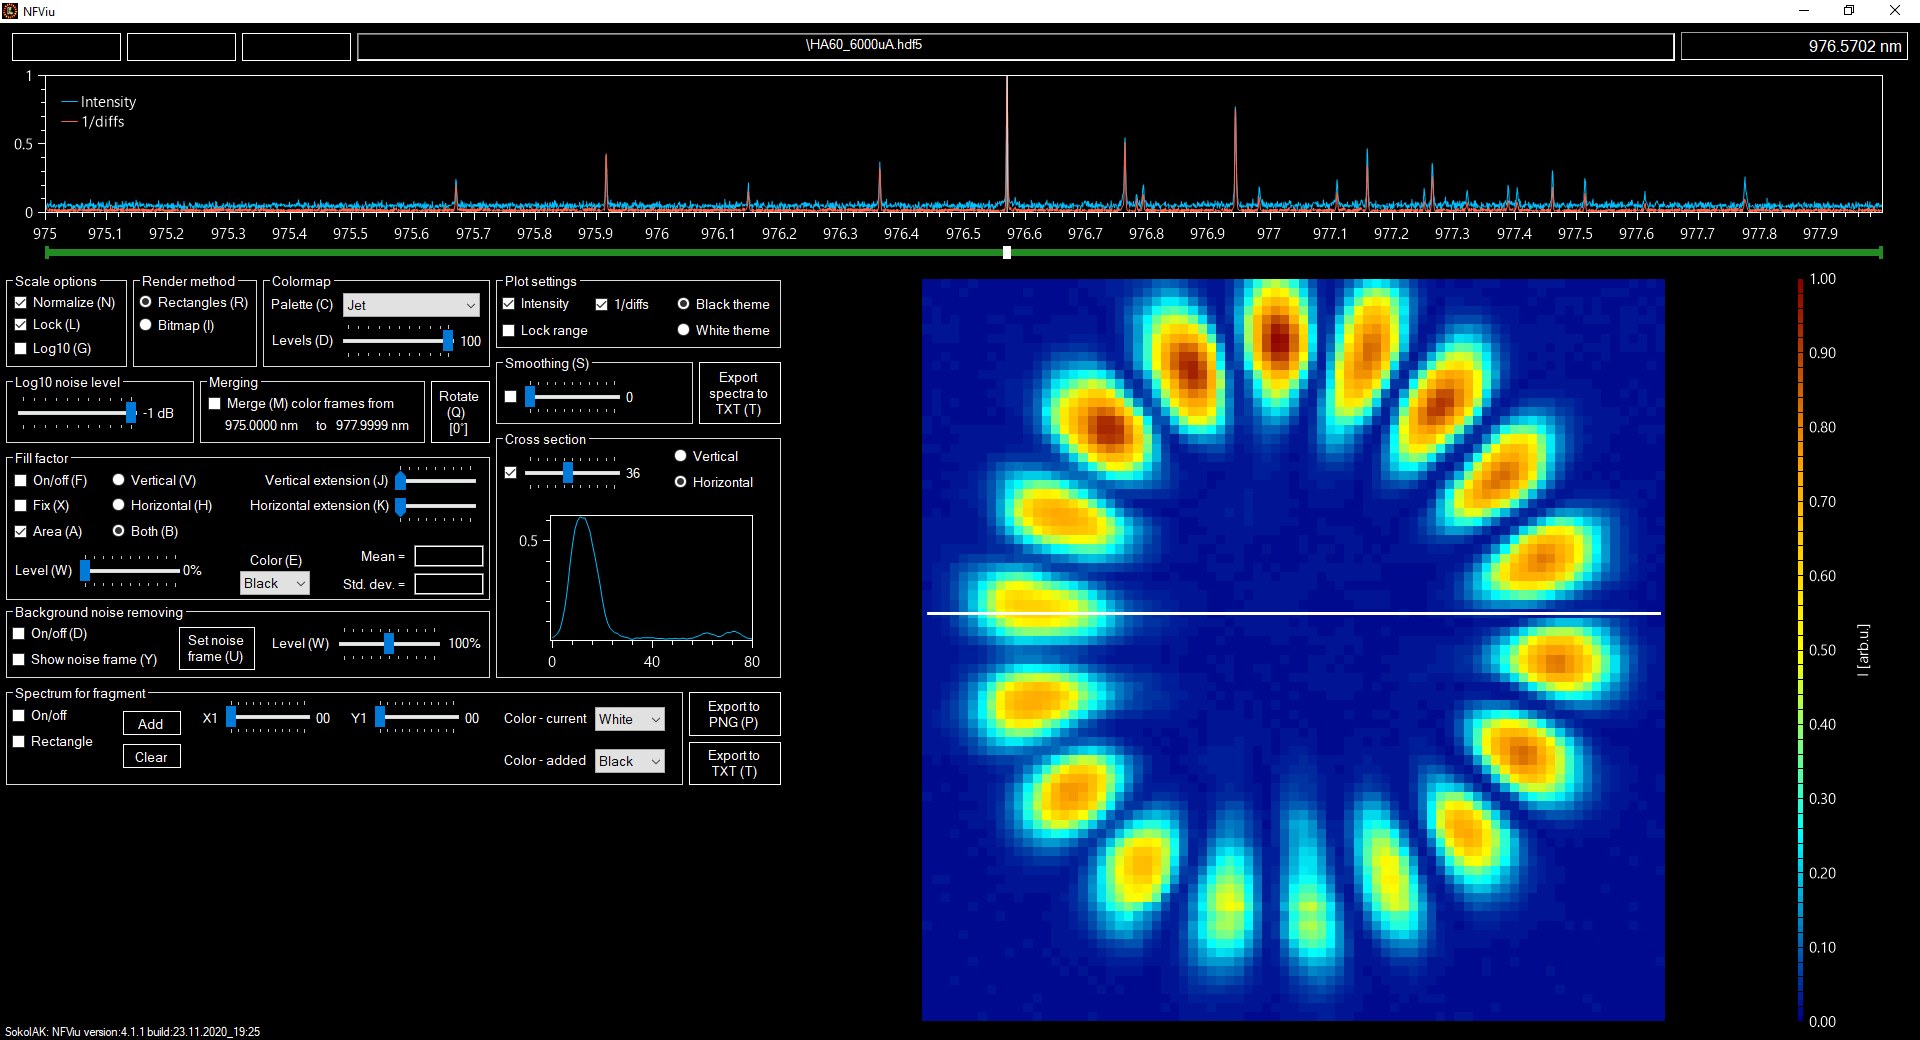 NFViu
\HA60_6000uA.hdf5
976.5702 nm
1
0.5
0
Intensity
1/diffs
975 975.1 975.2 975.3 975.4 975.5 975.6 975.7 975.8 975.9 976 976.1 976.2 976.3 976.4 976.5 976.6 976.7 976.8 976.9 977 977.1 977.2 977.3 977.4 977.5 977.6 977.7 977.8 977.9
Scale options
Normalize (N)
Lock (L)
Log10 (G)
Render method
Rectangles (R)
Bitmap (I)
Colormap
Palette (C) Jet
Levels (D) 100
Plot settings
Intensity 1/diffs Black theme
Lock range White theme
Log10 noise level
-1 dB
Merging
Merge (M) color frames from
975.0000 nm to 977.9999 nm
Rotate
(Q)
[0°]
Smoothing (S)
0
Export
spectra to
TXT (T)
Cross section
36
Vertical
Horizontal
0.5
0 40 80
Fill factor
On/off (F) Vertical (V) Vertical extension (J)
Fix (X) Horizontal (H) Horizontal extension (K)
Area (A) Both (B)
Level (W) 0%
Color (E)
Black
Mean =
Std. dev. =
Background noise removing
On/off (D)
Show noise frame (Y)
Set noise
frame (U)
Level (W) 100%
Spectrum for fragment
On/off
Rectangle
Add
Clear
X1 00 Y1 00
Color - current White
Color - added Black
Export to
PNG (P)
Export to
TXT (T)
1.00
0.90
0.80
0.70
0.60
0.50
0.40
0.30
0.20
0.10
0.00
I [arb.u.]
SokolAK: NFViu version:4.1.1 build:23.11.2020_19:25